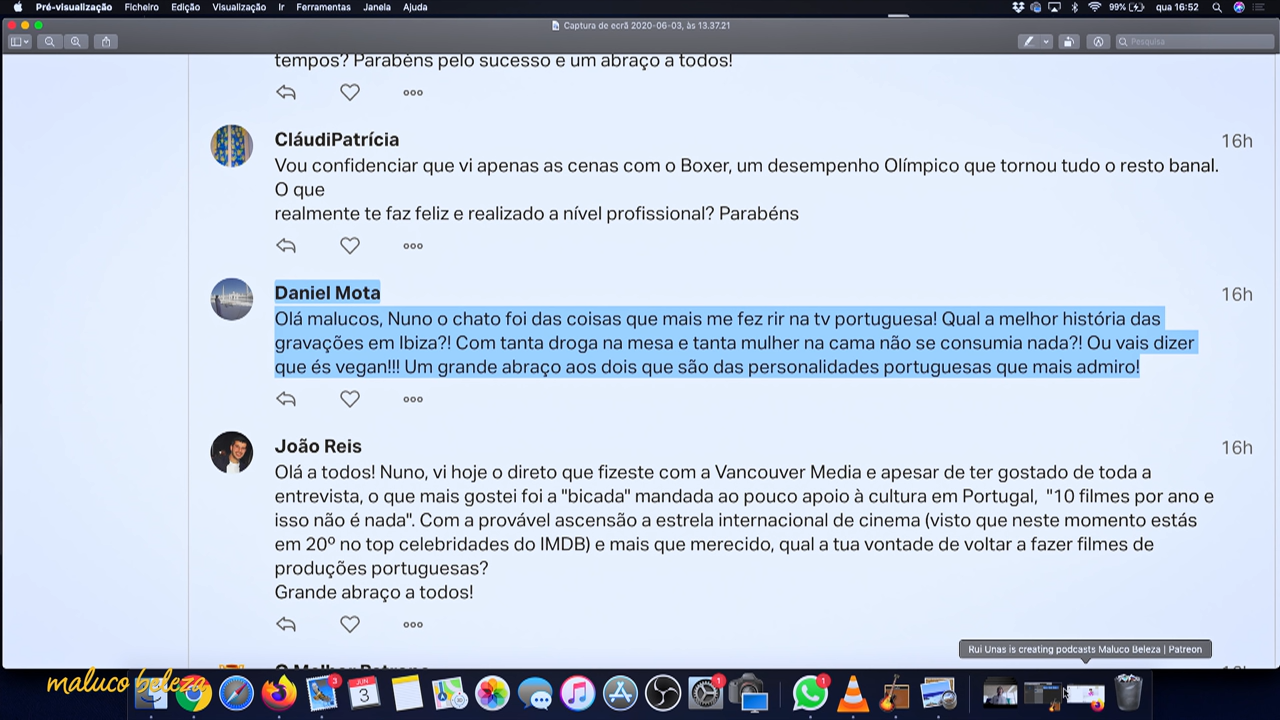 Pré-visualização Ficheiro Edição Visualização Ir Ferramentas Janela Ajuda 99% qua 16:52
Captura de ecrã 2020-06-03, às 13.37.21
Pesquisa
tempos? Parabéns pelo sucesso e um abraço a todos!
CláudiPatrícia 16h
Vou confidenciar que vi apenas as cenas com o Boxer, um desempenho Olímpico que tornou tudo o resto banal.
O que
realmente te faz feliz e realizado a nível profissional? Parabéns
Daniel Mota 16h
Olá malucos, Nuno o chato foi das coisas que mais me fez rir na tv portuguesa! Qual a melhor história das
gravações em Ibiza?! Com tanta droga na mesa e tanta mulher na cama não se consumia nada?! Ou vais dizer
que és vegan!!! Um grande abraço aos dois que são das personalidades portuguesas que mais admiro!
João Reis 16h
Olá a todos! Nuno, vi hoje o direto que fizeste com a Vancouver Media e apesar de ter gostado de toda a
entrevista, o que mais gostei foi a "bicada" mandada ao pouco apoio à cultura em Portugal, "10 filmes por ano e
isso não é nada". Com a provável ascensão a estrela internacional de cinema (visto que neste momento estás
em 20º no top celebridades do IMDB) e mais que merecido, qual a tua vontade de voltar a fazer filmes de
produções portuguesas?
Grande abraço a todos!
Rui Unas is creating podcasts Maluco Beleza | Patreon
O Melhor Patrono
maluco beleza
3
JUN
3
1
1